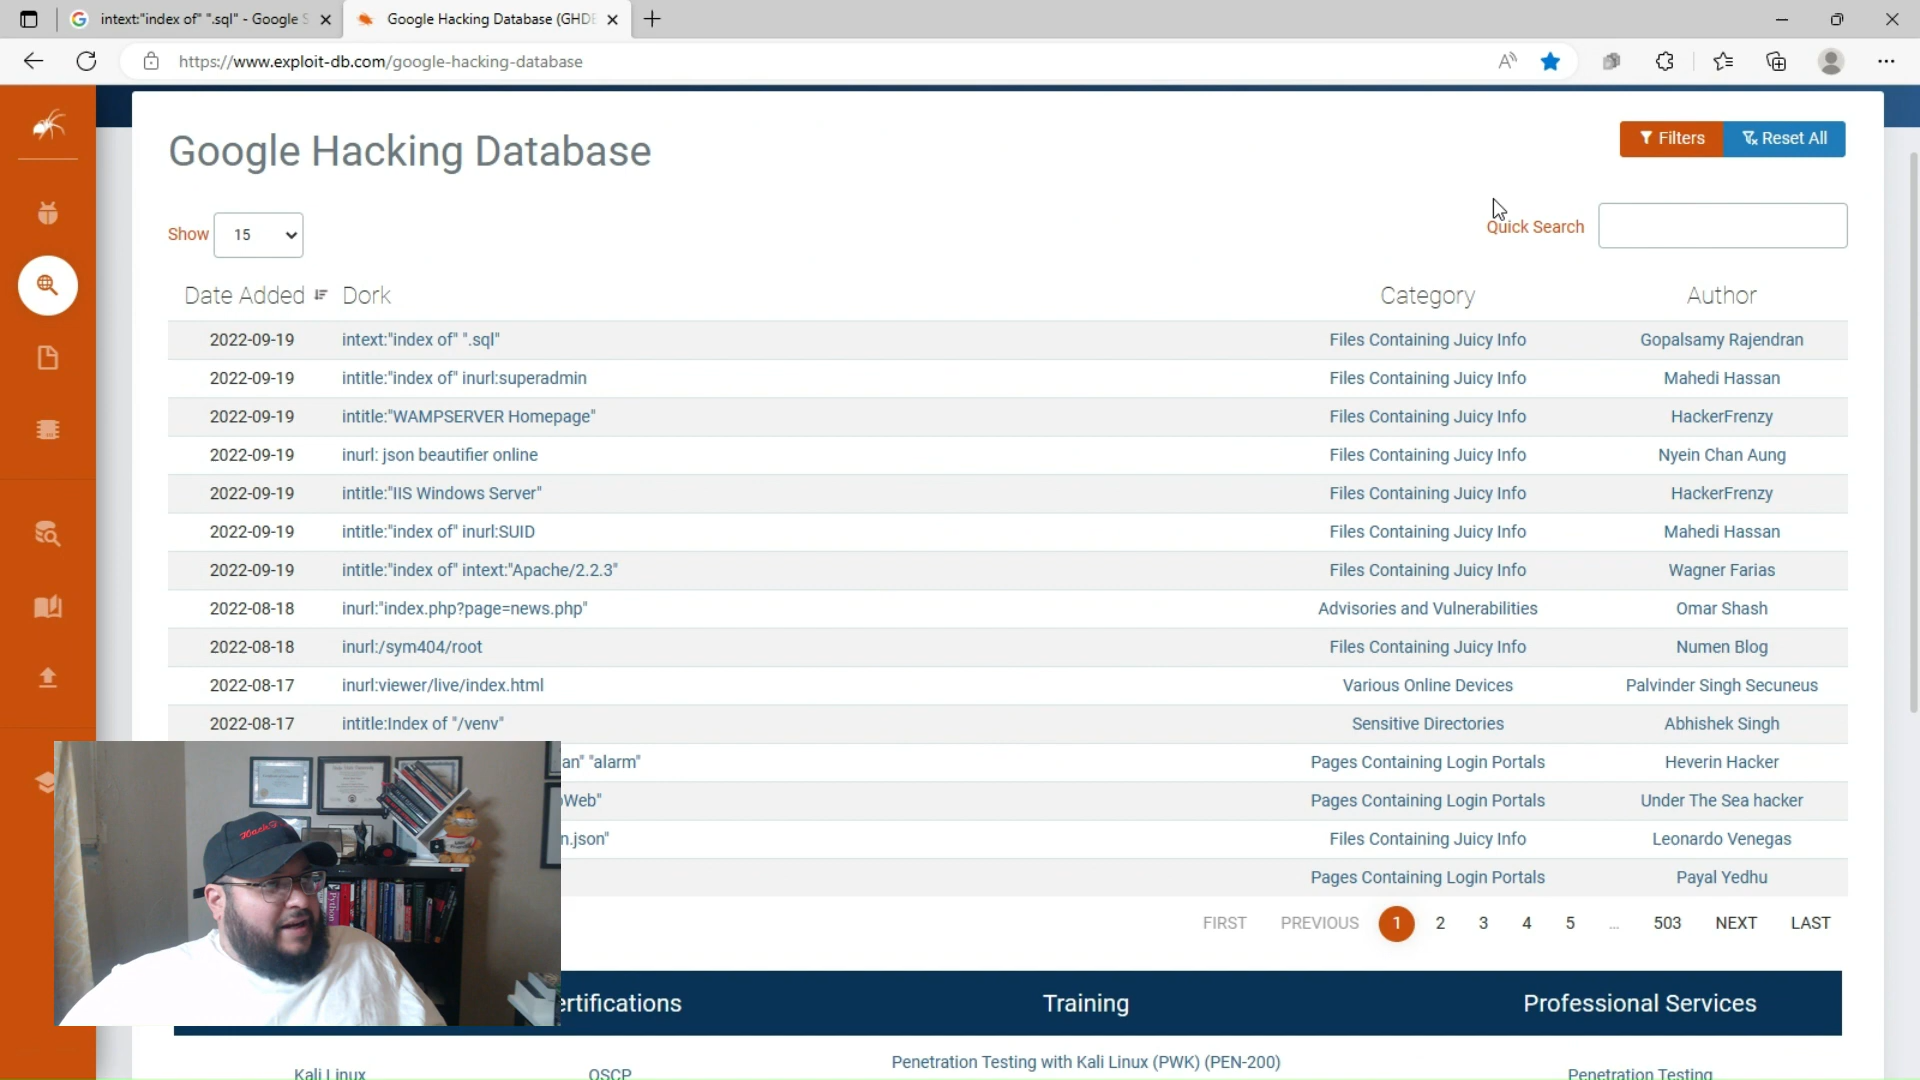 intext:"index of" ".sql" - Google S
Google Hacking Database (GHDB
https://www.exploit-db.com/google-hacking-database
Google Hacking Database
Filters
Reset All
Show 15
Quick Search
Date Added Dork Category Author
2022-09-19 intext:"index of" ".sql" Files Containing Juicy Info Gopalsamy Rajendran
2022-09-19 intitle:"index of" inurl:superadmin Files Containing Juicy Info Mahedi Hassan
2022-09-19 intitle:"WAMPSERVER Homepage" Files Containing Juicy Info HackerFrenzy
2022-09-19 inurl: json beautifier online Files Containing Juicy Info Nyein Chan Aung
2022-09-19 intitle:"IIS Windows Server" Files Containing Juicy Info HackerFrenzy
2022-09-19 intitle:"index of" inurl:SUID Files Containing Juicy Info Mahedi Hassan
2022-09-19 intitle:"index of" intext:"Apache/2.2.3" Files Containing Juicy Info Wagner Farias
2022-08-18 inurl:"index.php?page=news.php" Advisories and Vulnerabilities Omar Shash
2022-08-18 inurl:/sym404/root Files Containing Juicy Info Numen Blog
2022-08-17 inurl:viewer/live/index.html Various Online Devices Palvinder Singh Secuneus
2022-08-17 intitle:Index of "/venv" Sensitive Directories Abhishek Singh
an" "alarm" Pages Containing Login Portals Heverin Hacker
Web" Pages Containing Login Portals Under The Sea hacker
n.json" Files Containing Juicy Info Leonardo Venegas
Pages Containing Login Portals Payal Yedhu
FIRST PREVIOUS 1 2 3 4 5 ... 503 NEXT LAST
ertifications Training Professional Services
Kali Linux OSCP Penetration Testing with Kali Linux (PWK) (PEN-200) Penetration Testing
Python